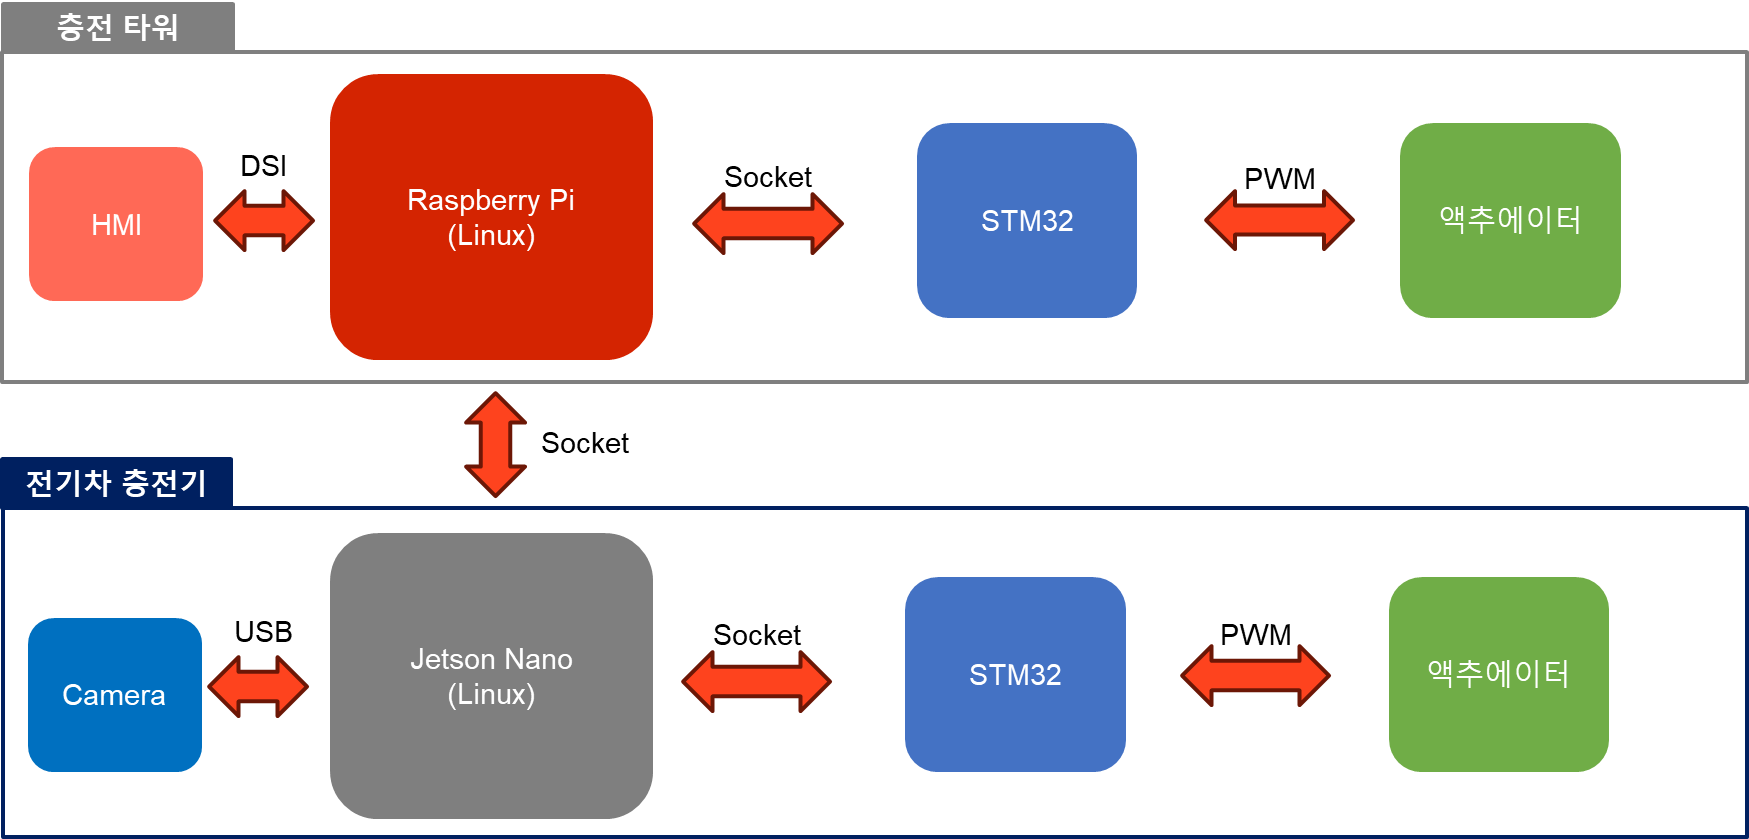 충전 타워
DSI
Socket
PWM
HMI
Raspberry Pi
(Linux)
STM32
액추에이터
Socket
전기차 충전기
USB
Socket
PWM
Camera
Jetson Nano
(Linux)
STM32
액추에이터